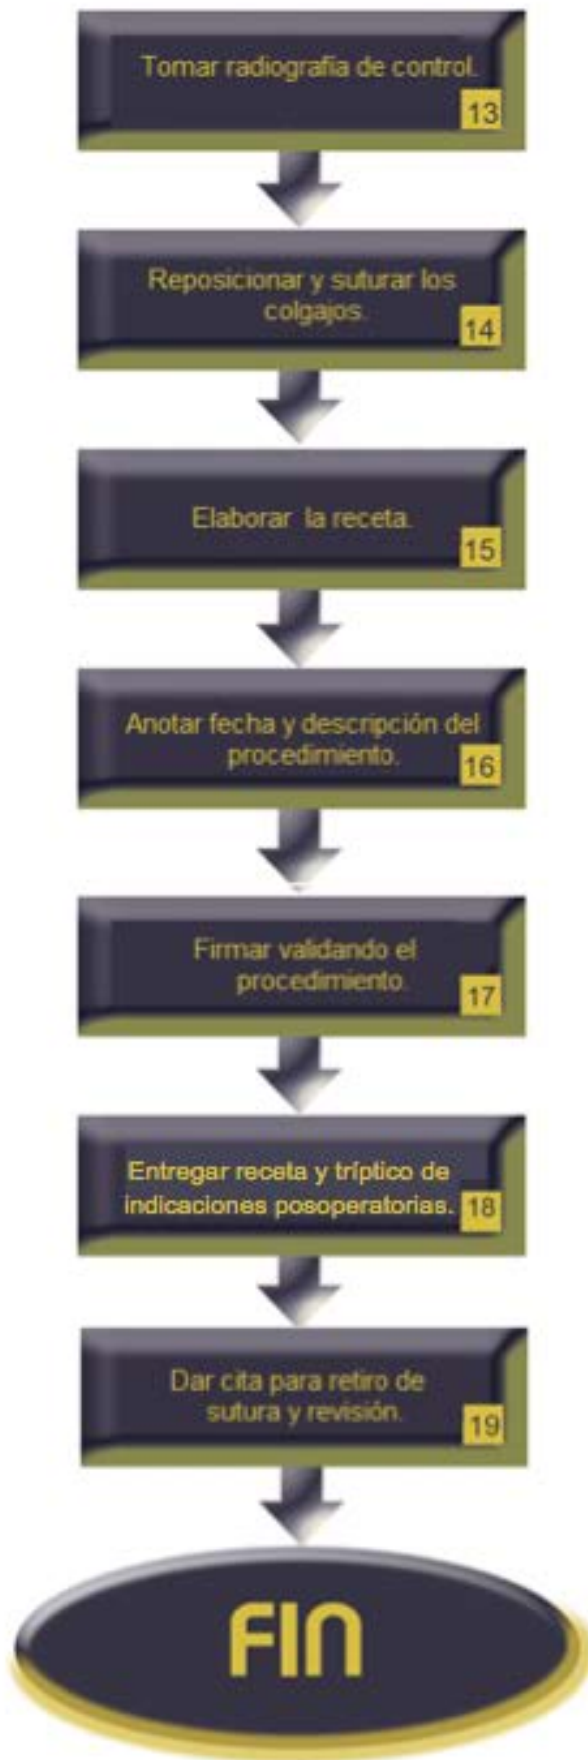 Tomar radiografía de control.
13
Reposicionar y suturar los
colgajos.
14
Elaborar la receta.
15
Anotar fecha y descripción del
procedimiento.
16
Firmar validando el
procedimiento.
17
Entregar receta y tríptico de
indicaciones posoperatorias.
18
Dar cita para retiro de
sutura y revisión.
19
FIN